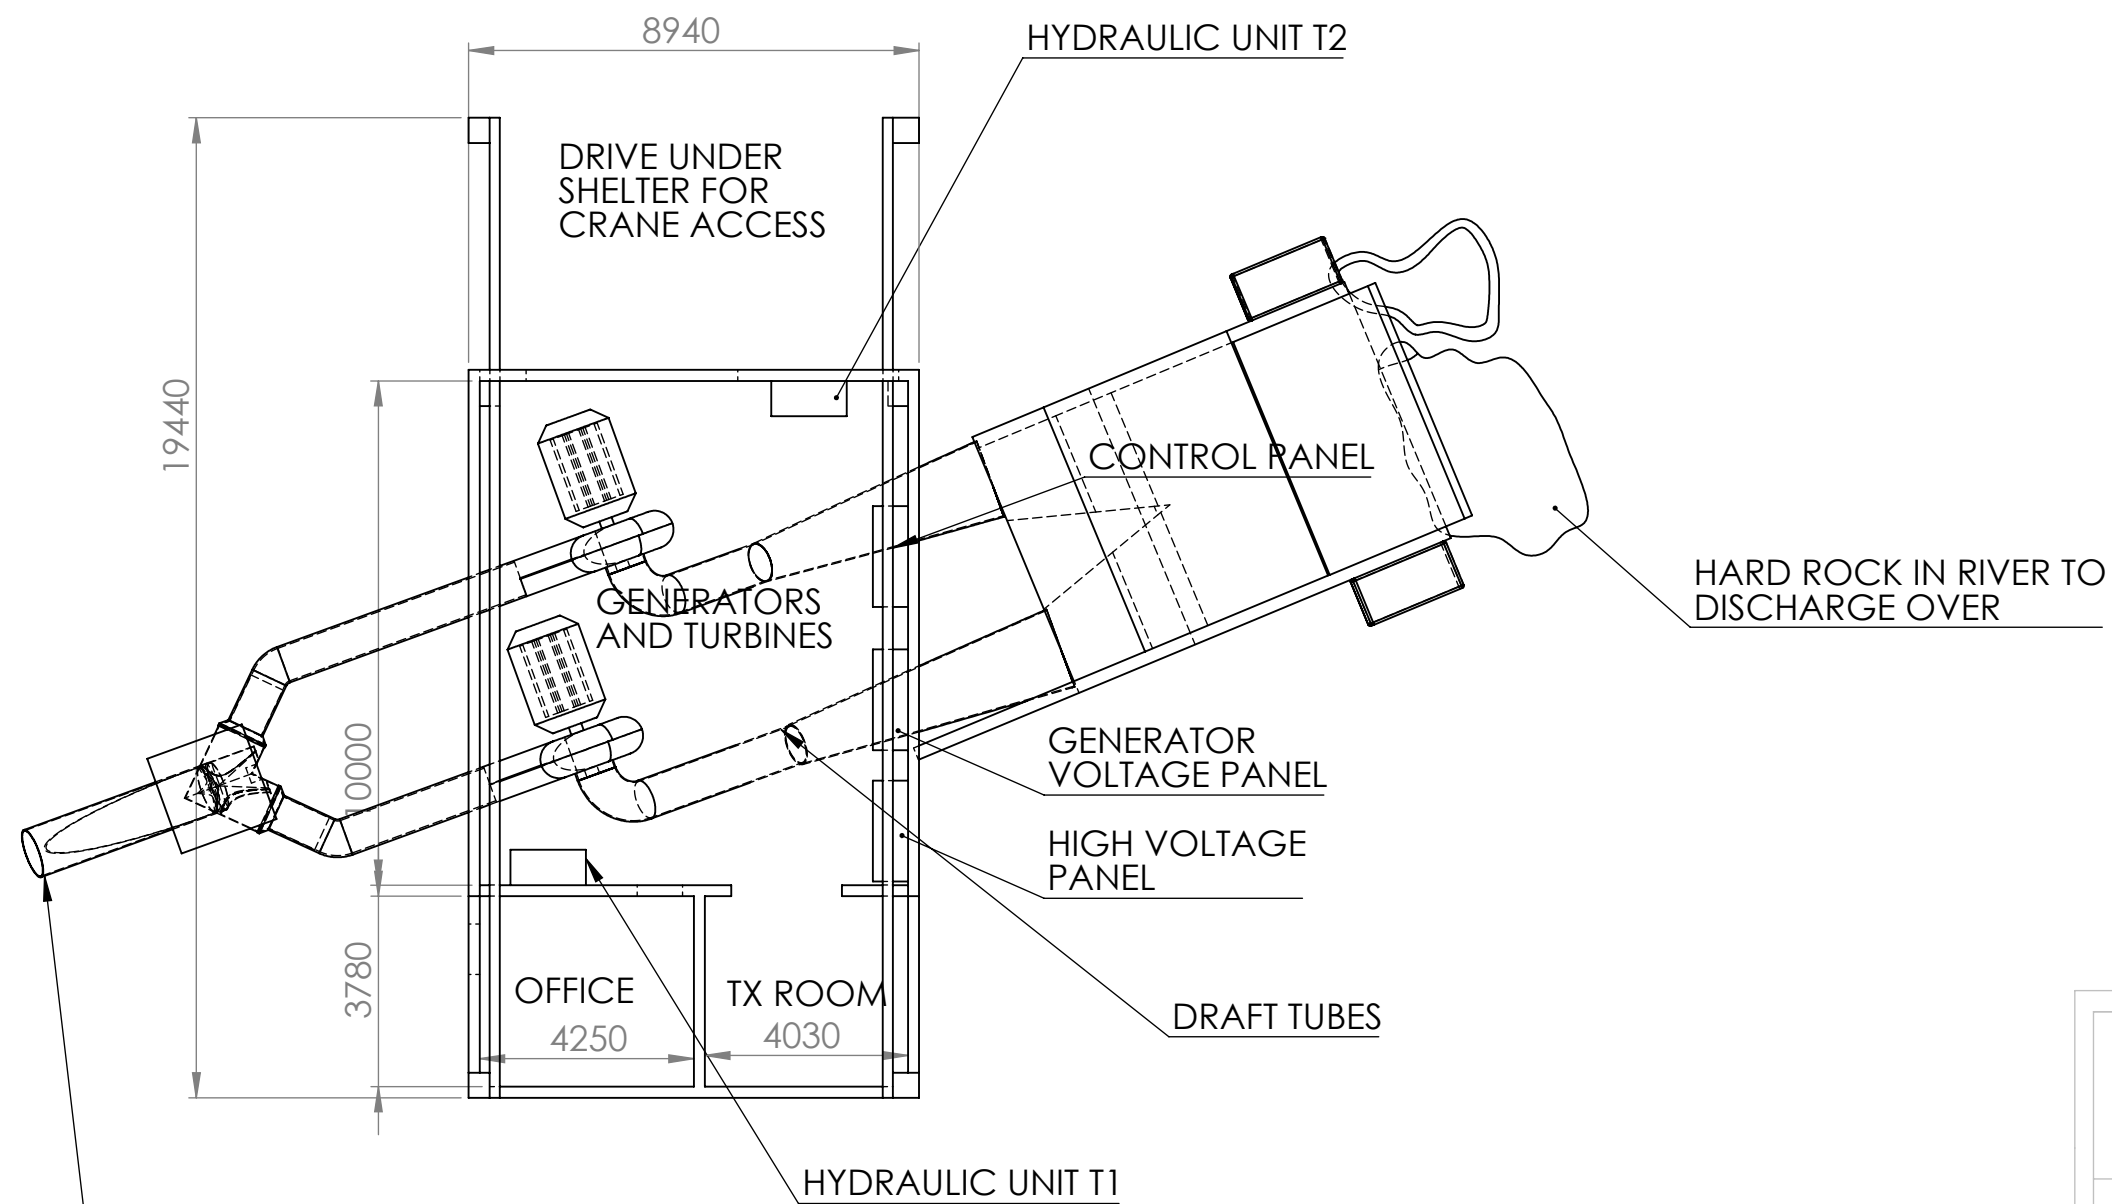 8940
HYDRAULIC UNIT T2
DRIVE UNDER
SHELTER FOR
CRANE ACCESS
19440
CONTROL PANEL
HARD ROCK IN RIVER TO
DISCHARGE OVER
GENERATORS
AND TURBINES
10000
GENERATOR
VOLTAGE PANEL
HIGH VOLTAGE
PANEL
3780
OFFICE
TX ROOM
4250
4030
DRAFT TUBES
HYDRAULIC UNIT T1